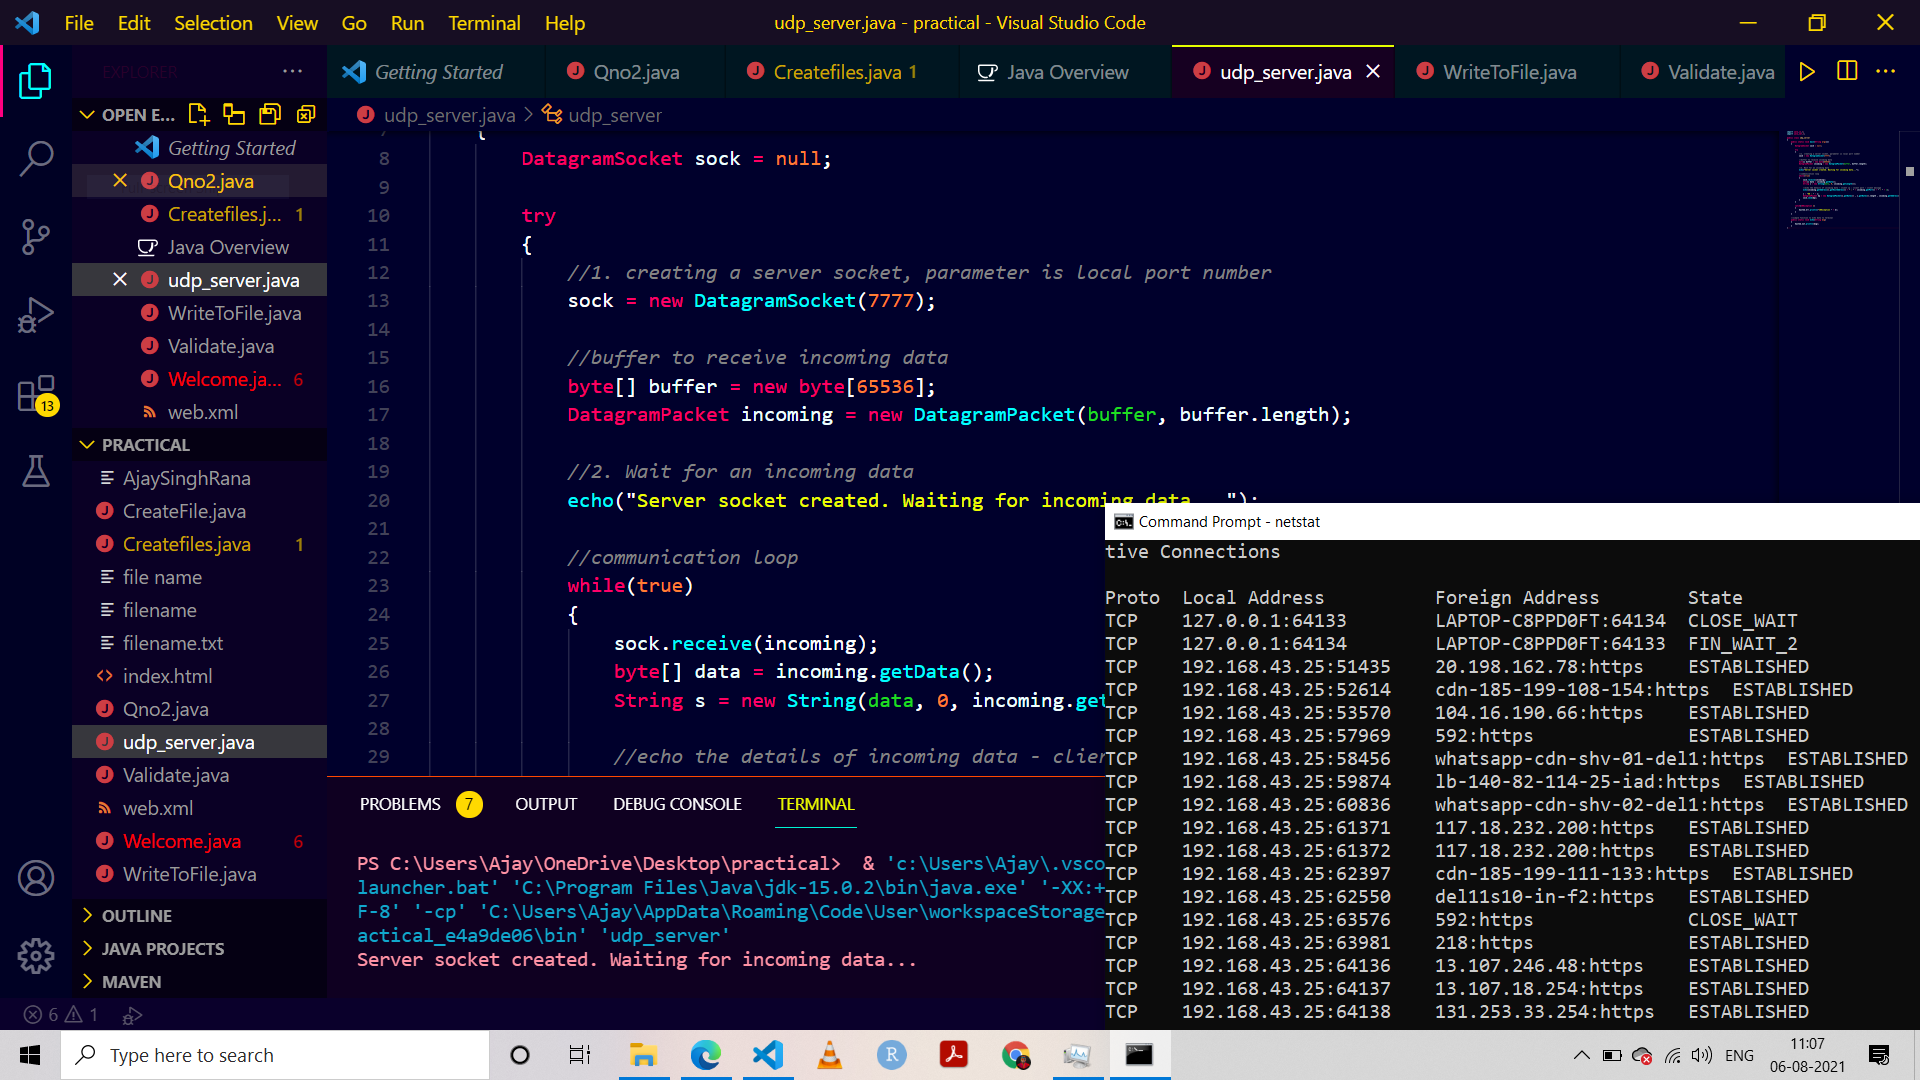 File Edit Selection View Go Run Terminal Help
udp_server.java - practical - Visual Studio Code
EXPLORER
Getting Started
Qno2.java
Createfiles.java 1
Java Overview
udp_server.java
WriteToFile.java
Validate.java
OPEN E...
Getting Started
Qno2.java
Createfiles.j... 1
Java Overview
udp_server.java
WriteToFile.java
Validate.java
Welcome.ja... 6
web.xml
PRACTICAL
AjaySinghRana
CreateFile.java
Createfiles.java 1
file name
filename
filename.txt
index.html
Qno2.java
udp_server.java
Validate.java
web.xml
Welcome.java 6
WriteToFile.java
OUTLINE
JAVA PROJECTS
MAVEN
13
6 1
udp_server.java > udp_server
7 {
8 DatagramSocket sock = null;
9
10 try
11 {
12 //1. creating a server socket, parameter is local port number
13 sock = new DatagramSocket(7777);
14
15 //buffer to receive incoming data
16 byte[] buffer = new byte[65536];
17 DatagramPacket incoming = new DatagramPacket(buffer, buffer.length);
18
19 //2. Wait for an incoming data
20 echo("Server socket created. Waiting for incoming data...");
21
22 //communication loop
23 while(true)
24 {
25 sock.receive(incoming);
26 byte[] data = incoming.getData();
27 String s = new String(data, 0, incoming.get
28
29 //echo the details of incoming data - clien
PROBLEMS 7 OUTPUT DEBUG CONSOLE TERMINAL
PS C:\Users\Ajay\OneDrive\Desktop\practical> & 'c:\Users\Ajay\.vsco
launcher.bat' 'C:\Program Files\Java\jdk-15.0.2\bin\java.exe' '-XX:+
F-8' '-cp' 'C:\Users\Ajay\AppData\Roaming\Code\User\workspaceStorage
actical_e4a9de06\bin' 'udp_server'
Server socket created. Waiting for incoming data...
Command Prompt - netstat
tive Connections
Proto Local Address Foreign Address State
TCP 127.0.0.1:64133 LAPTOP-C8PPD0FT:64134 CLOSE_WAIT
TCP 127.0.0.1:64134 LAPTOP-C8PPD0FT:64133 FIN_WAIT_2
TCP 192.168.43.25:51435 20.198.162.78:https ESTABLISHED
TCP 192.168.43.25:52614 cdn-185-199-108-154:https ESTABLISHED
TCP 192.168.43.25:53570 104.16.190.66:https ESTABLISHED
TCP 192.168.43.25:57969 592:https ESTABLISHED
TCP 192.168.43.25:58456 whatsapp-cdn-shv-01-del1:https ESTABLISHED
TCP 192.168.43.25:59874 lb-140-82-114-25-iad:https ESTABLISHED
TCP 192.168.43.25:60836 whatsapp-cdn-shv-02-del1:https ESTABLISHED
TCP 192.168.43.25:61371 117.18.232.200:https ESTABLISHED
TCP 192.168.43.25:61372 117.18.232.200:https ESTABLISHED
TCP 192.168.43.25:62397 cdn-185-199-111-133:https ESTABLISHED
TCP 192.168.43.25:62550 del11s10-in-f2:https ESTABLISHED
TCP 192.168.43.25:63576 592:https CLOSE_WAIT
TCP 192.168.43.25:63981 218:https ESTABLISHED
TCP 192.168.43.25:64136 13.107.246.48:https ESTABLISHED
TCP 192.168.43.25:64137 13.107.18.254:https ESTABLISHED
TCP 192.168.43.25:64138 131.253.33.254:https ESTABLISHED
Type here to search
ENG
11:07
06-08-2021